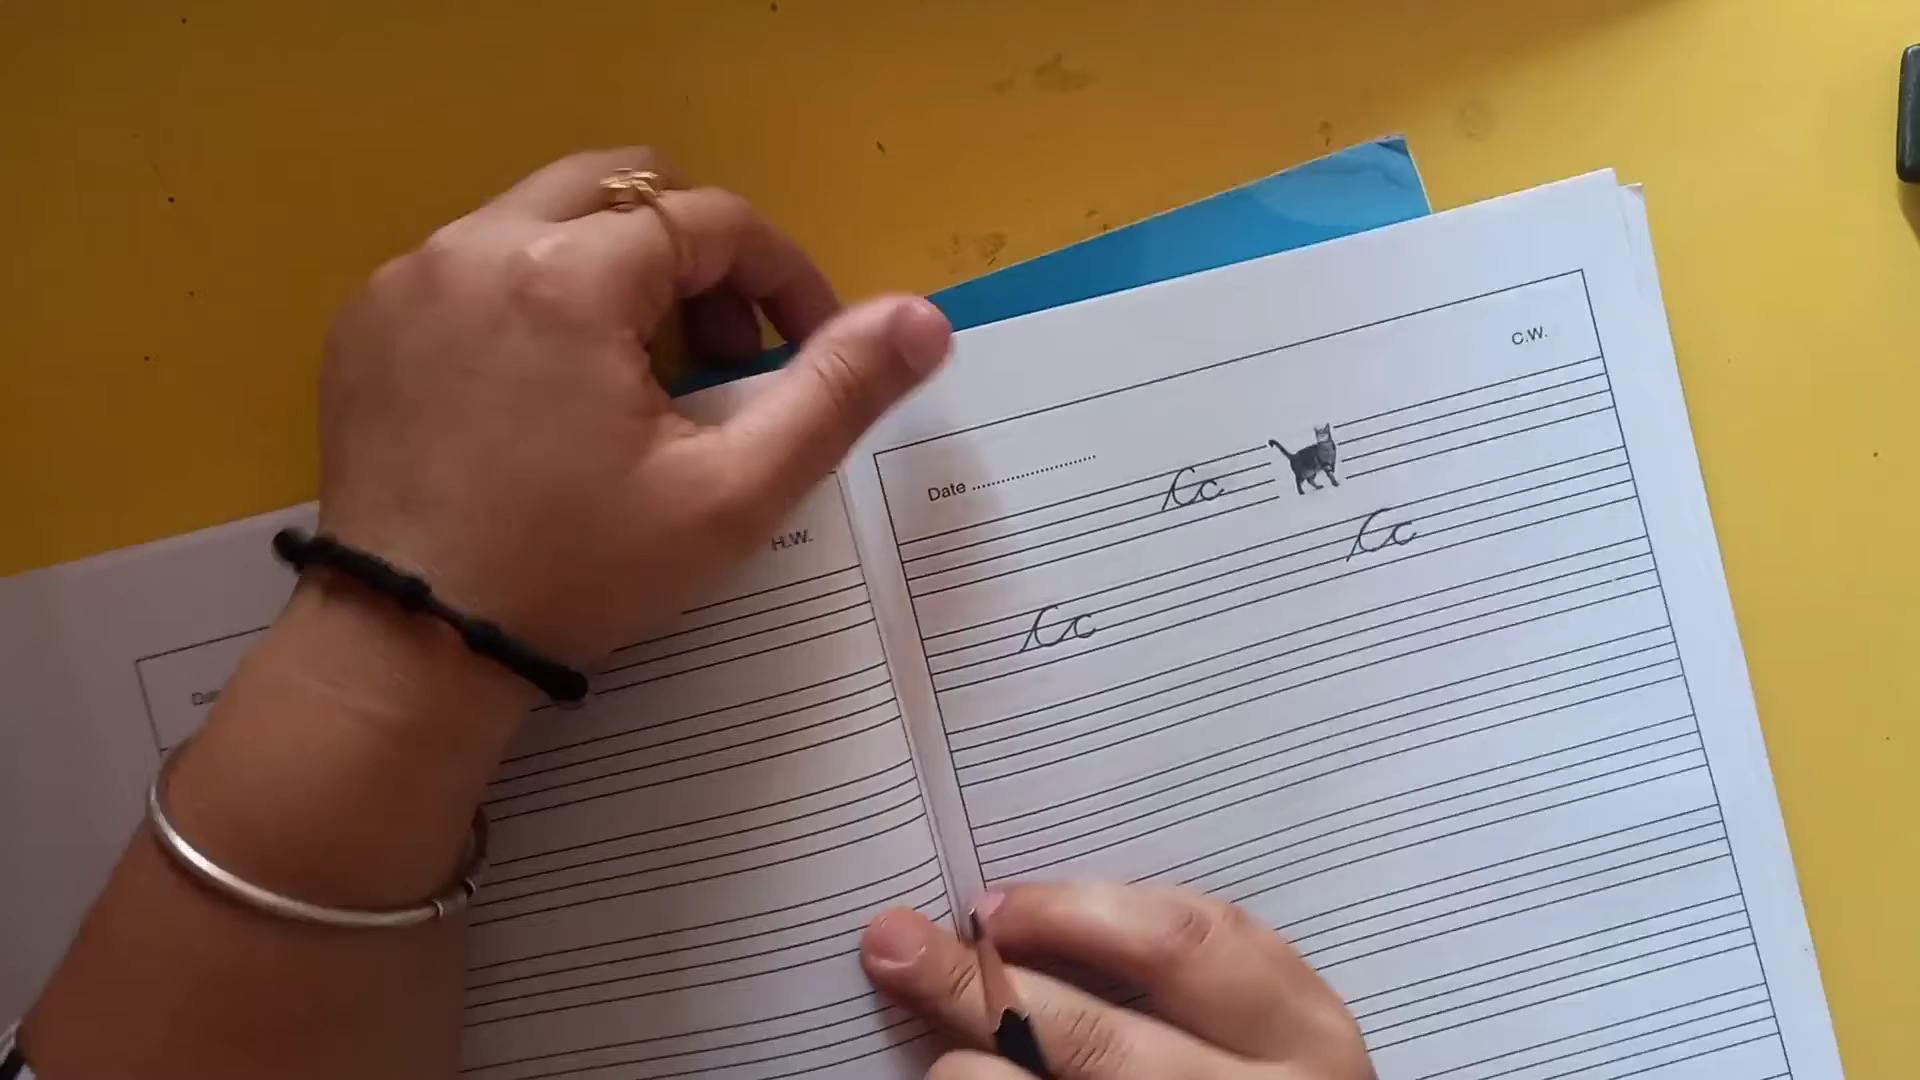 H.W.
C.W.
Date ....................
Cc
Cc
Cc